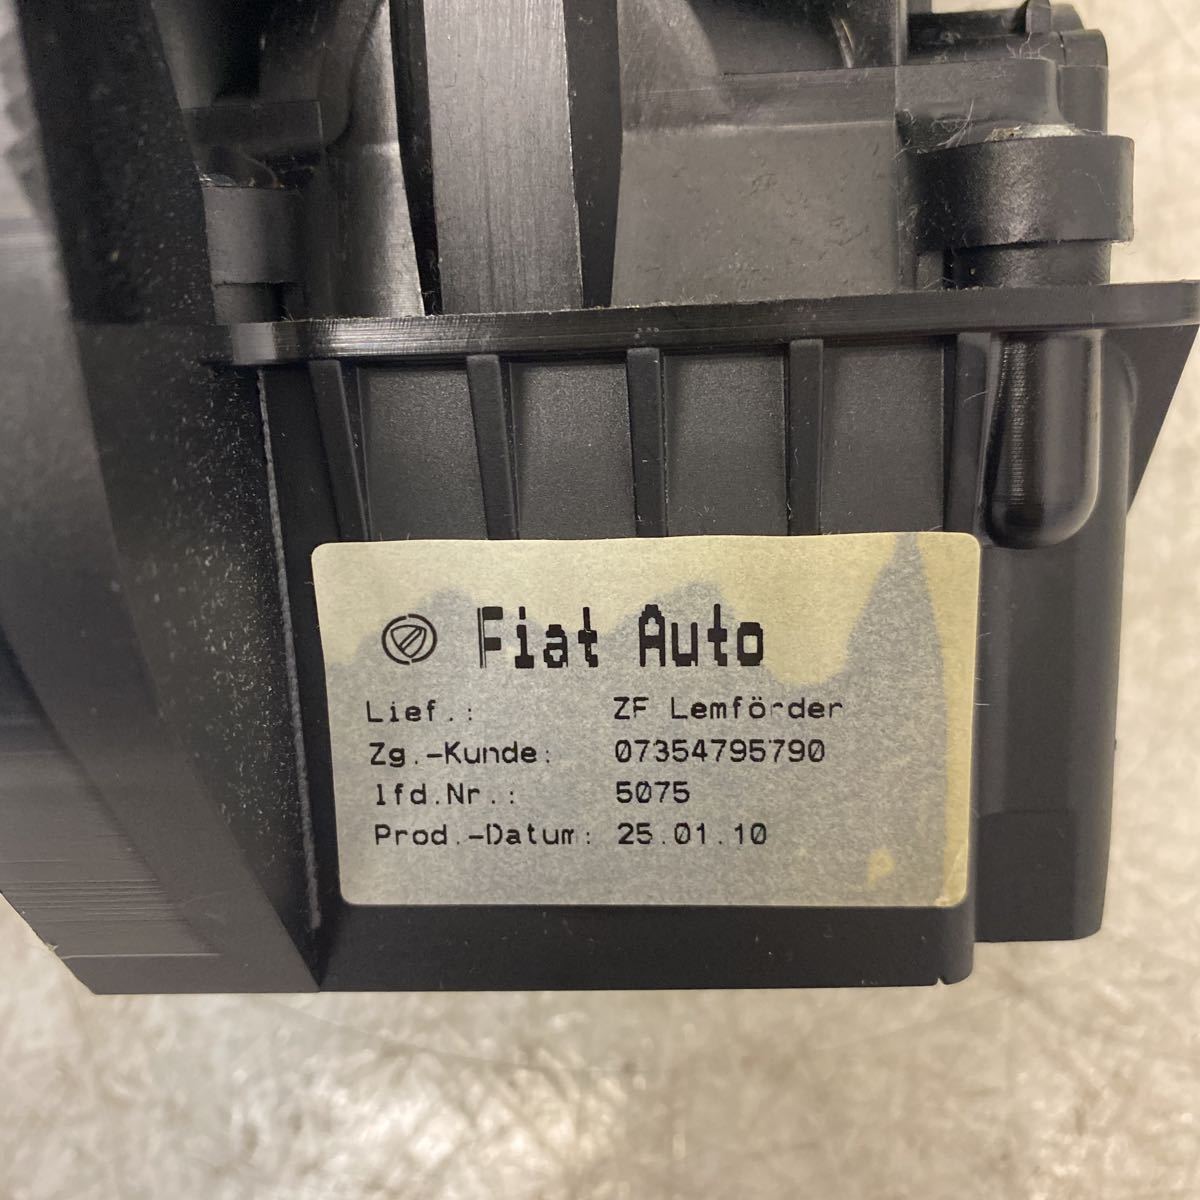 Fiat Auto
Lief.: ZF Lemförder
Zg.-Kunde: 07354795790
lfd.Nr.: 5075
Prod.-Datum: 25.01.10